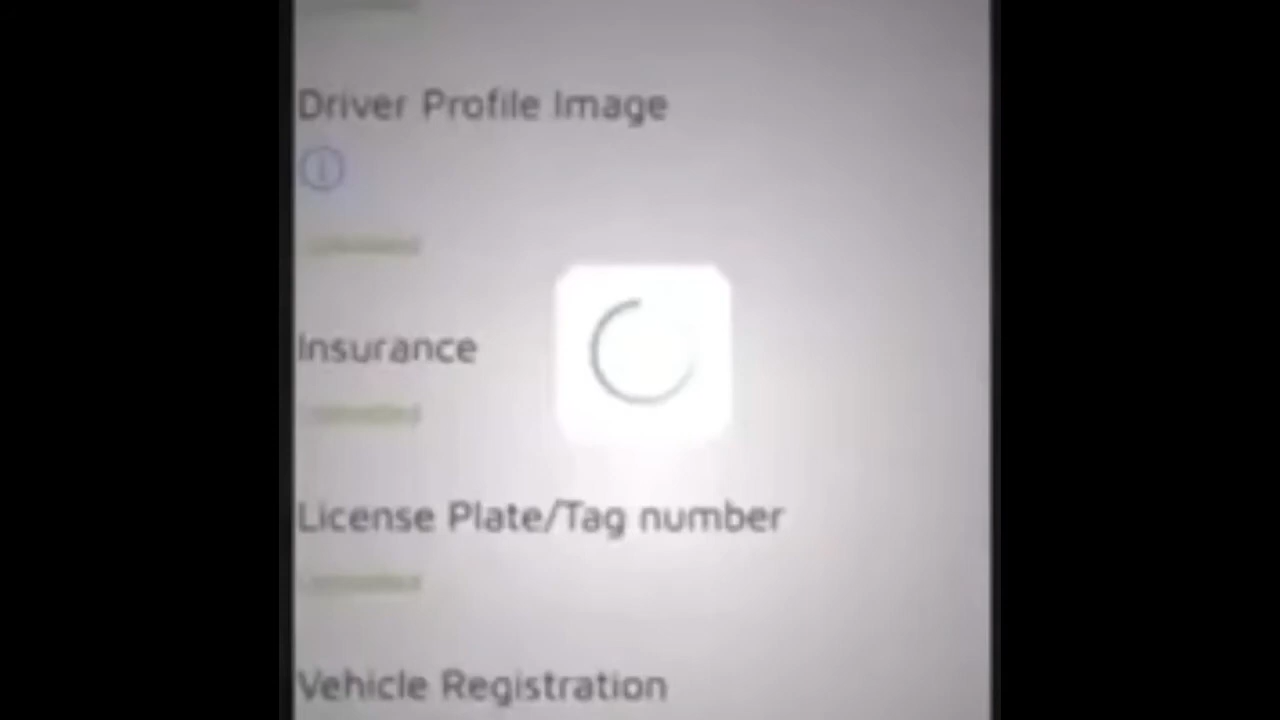 Driver Profile Image
Insurance
License Plate/Tag number
Vehicle Registration